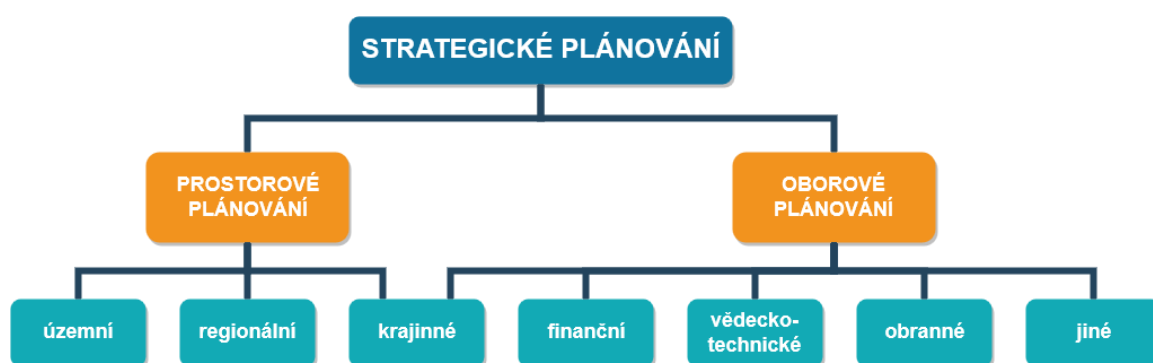 STRATEGICKÉ PLÁNOVÁNÍ
PROSTOROVÉ
PLÁNOVÁNÍ
OBOROVÉ
PLÁNOVÁNÍ
územní
regionální
krajinné
finanční
vědecko-
technické
obranné
jiné